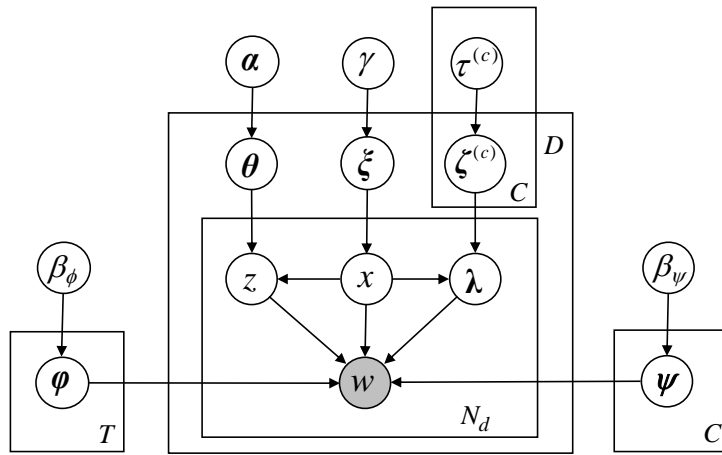 α γ τ^(c)
θ ξ ζ^(c) D
C
β_ϕ z x λ β_ψ
φ w ψ
T N_d C